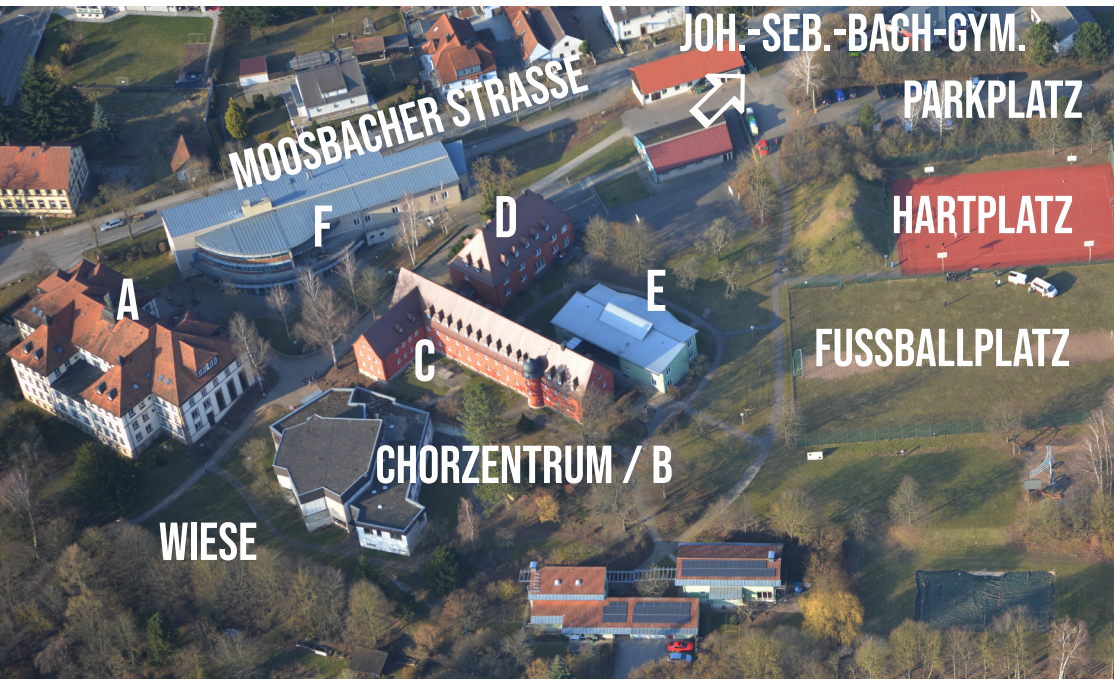 JOH.-SEB.-BACH-GYM.
PARKPLATZ
MOOSBACHER STRASSE
HARTPLATZ
F
D
A
E
FUSSBALLPLATZ
C
CHORZENTRUM / B
WIESE